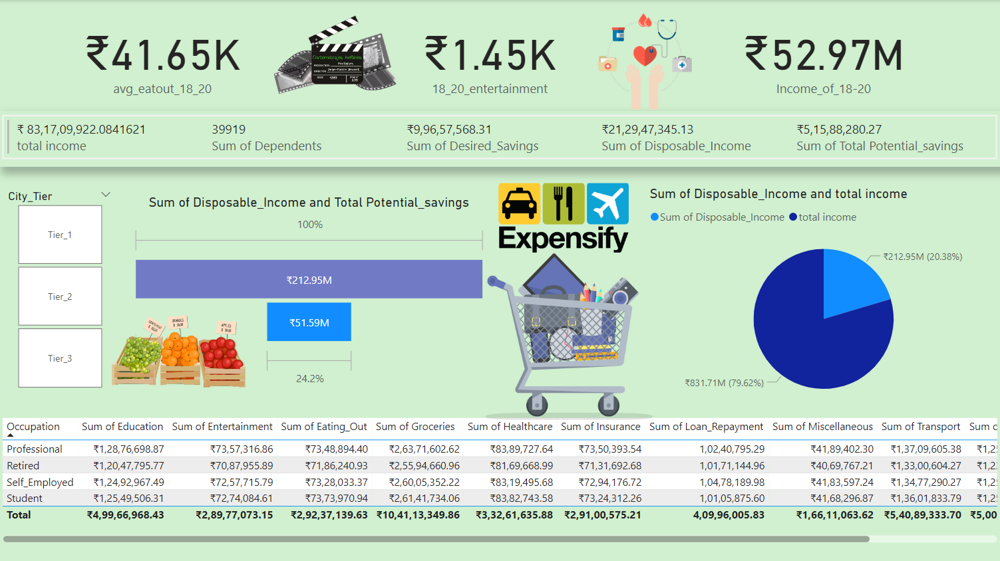 ₹41.65K
avg_eatout_18_20
₹1.45K
18_20_entertainment
₹52.97M
Income_of_18-20
₹ 83,17,09,922.0841621
total income
39919
Sum of Dependents
₹9,96,57,568.31
Sum of Desired_Savings
₹21,29,47,345.13
Sum of Disposable_Income
₹5,15,88,280.27
Sum of Total Potential_savings
City_Tier
Tier_1
Tier_2
Tier_3
Sum of Disposable_Income and Total Potential_savings
100%
₹212.95M
₹51.59M
24.2%
ORANGES
APPLES
Expensify
Sum of Disposable_Income and total income
Sum of Disposable_Income total income
₹212.95M (20.38%)
₹831.71M (79.62%)
Occupation Sum of Education Sum of Entertainment Sum of Eating_Out Sum of Groceries Sum of Healthcare Sum of Insurance Sum of Loan_Repayment Sum of Miscellaneous Sum of Transport Sum
Professional ₹1,28,76,698.87 ₹73,57,316.86 ₹73,48,894.40 ₹2,63,71,602.62 ₹83,89,727.64 ₹73,50,393.54 1,02,40,795.29 ₹41,89,402.30 ₹1,37,09,605.38
Retired ₹1,20,47,795.77 ₹70,87,955.89 ₹71,86,240.93 ₹2,55,94,660.96 ₹81,69,668.99 ₹71,31,692.68 1,01,71,144.96 ₹40,69,767.21 ₹1,33,00,604.27
Self_Employed ₹1,24,92,967.49 ₹72,57,715.79 ₹73,28,033.37 ₹2,60,05,352.22 ₹83,19,495.68 ₹72,94,176.72 1,04,78,189.98 ₹41,83,597.24 ₹1,34,77,290.27
Student ₹1,25,49,506.31 ₹72,74,084.61 ₹73,73,970.94 ₹2,61,41,734.06 ₹83,82,743.58 ₹73,24,312.26 1,01,05,875.60 ₹41,68,296.87 ₹1,36,01,833.79
Total ₹4,99,66,968.43 ₹2,89,77,073.15 ₹2,92,37,139.63 ₹10,41,13,349.86 ₹3,32,61,635.88 ₹2,91,00,575.21 4,09,96,005.83 ₹1,66,11,063.62 ₹5,40,89,333.70